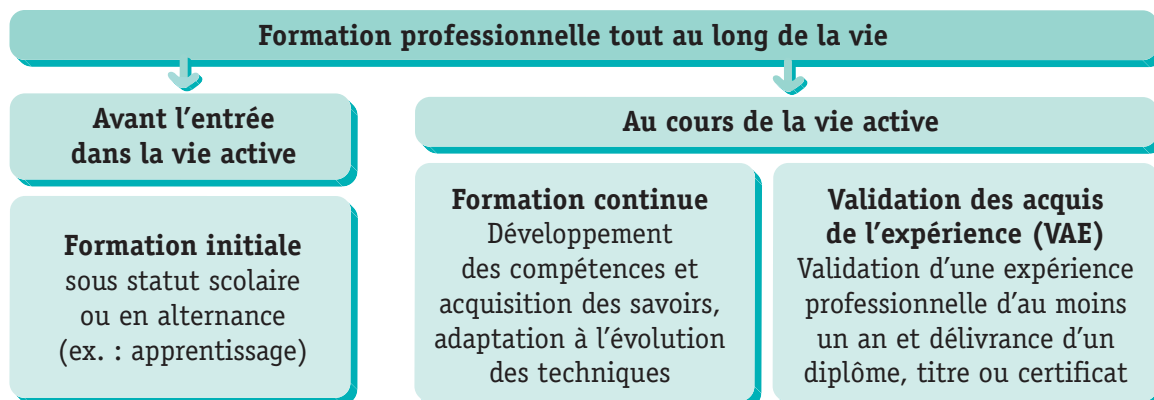 Formation professionnelle tout au long de la vie
Avant l'entrée
dans la vie active
Formation initiale
sous statut scolaire
ou en alternance
(ex. : apprentissage)
Au cours de la vie active
Formation continue
Développement
des compétences et
acquisition des savoirs,
adaptation à l'évolution
des techniques
Validation des acquis
de l'expérience (VAE)
Validation d'une expérience
professionnelle d'au moins
un an et délivrance d'un
diplôme, titre ou certificat